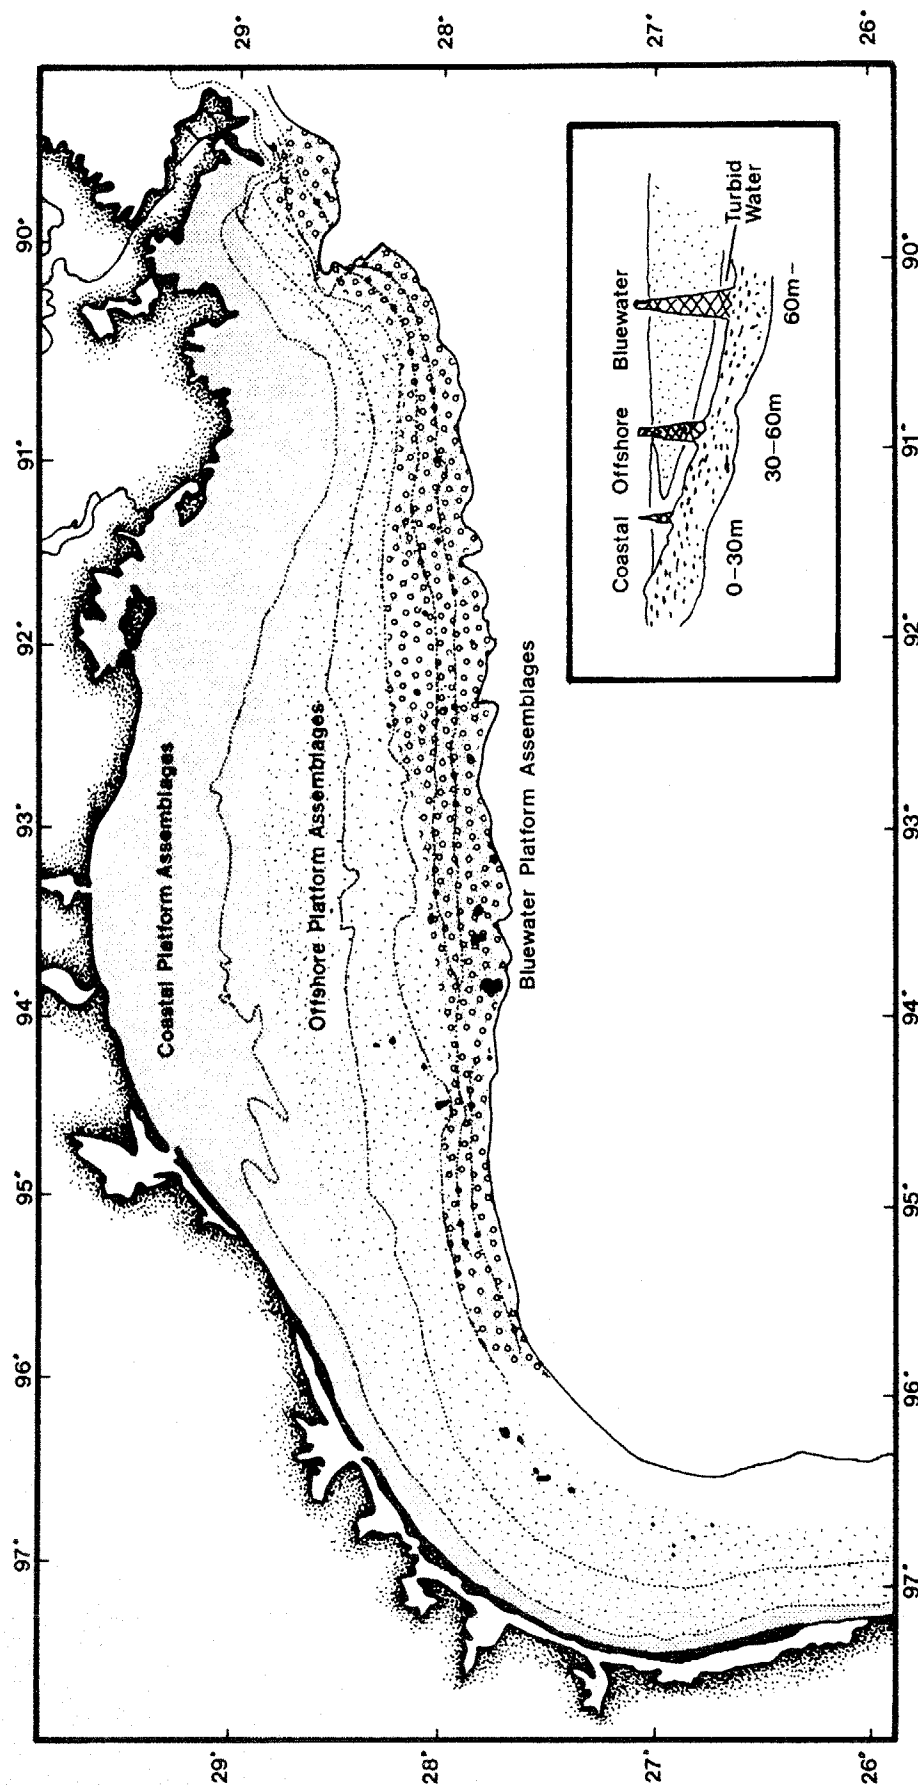 29°
28°
27°
26°
90°
91°
92°
93°
94°
95°
96°
97°
Coastal Platform Assemblages
Offshore Platform Assemblages
Bluewater Platform Assemblages
Coastal Offshore Bluewater
Turbid
Water
0–30m
30–60m
60m–
90°
91°
92°
93°
94°
95°
96°
97°
29°
28°
27°
26°